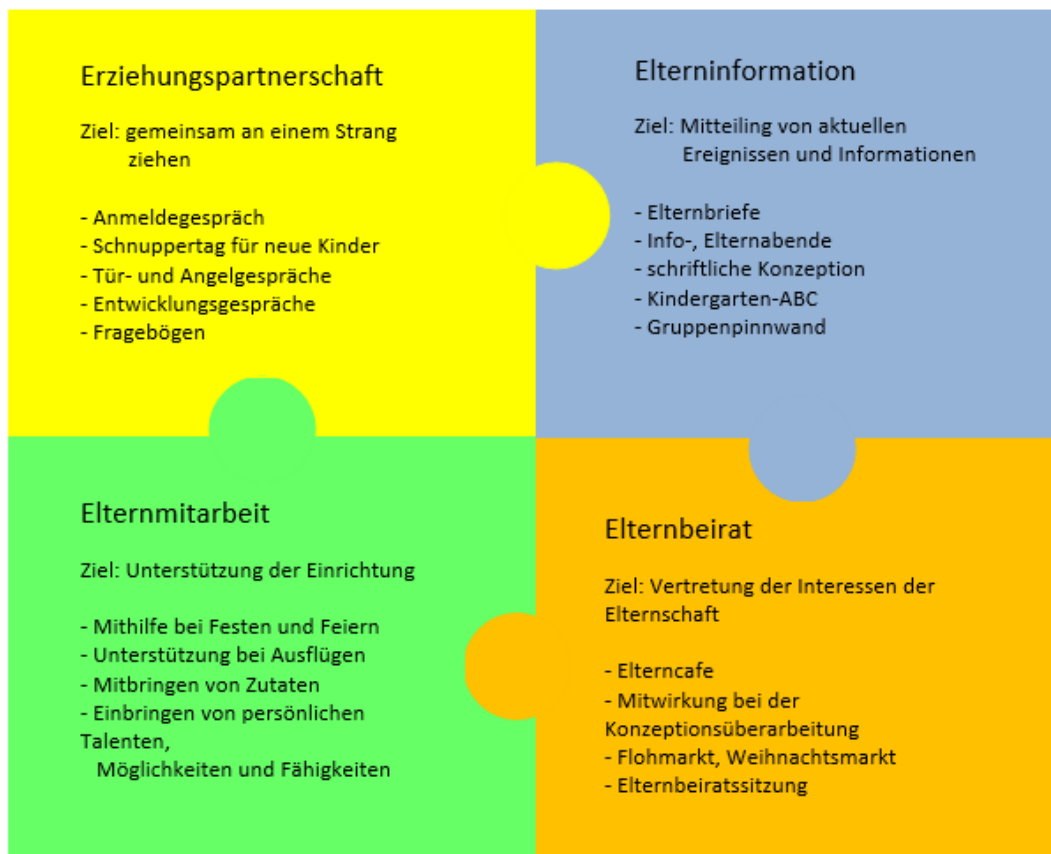 Erziehungspartnerschaft
Ziel: gemeinsam an einem Strang
ziehen
- Anmeldegespräch
- Schnuppertag für neue Kinder
- Tür- und Angelgespräche
- Entwicklungsgespräche
- Fragebögen
Elterninformation
Ziel: Mitteiling von aktuellen
Ereignissen und Informationen
- Elternbriefe
- Info-, Elternabende
- schriftliche Konzeption
- Kindergarten-ABC
- Gruppenpinnwand
Elternmitarbeit
Ziel: Unterstützung der Einrichtung
- Mithilfe bei Festen und Feiern
- Unterstützung bei Ausflügen
- Mitbringen von Zutaten
- Einbringen von persönlichen
Talenten,
Möglichkeiten und Fähigkeiten
Elternbeirat
Ziel: Vertretung der Interessen der
Elternschaft
- Elterncafe
- Mitwirkung bei der
Konzeptionsüberarbeitung
- Flohmarkt, Weihnachtsmarkt
- Elternbeiratssitzung